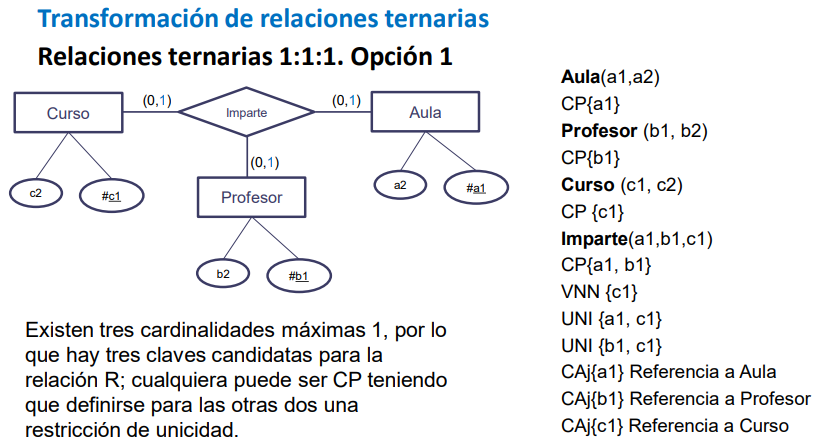 Transformación de relaciones ternarias
Relaciones ternarias 1:1:1. Opción 1
Curso
(0,1)
Imparte
(0,1)
Aula
(0,1)
c2
#c1
Profesor
a2
#a1
b2
#b1
Existen tres cardinalidades máximas 1, por lo
que hay tres claves candidatas para la
relación R; cualquiera puede ser CP teniendo
que definirse para las otras dos una
restricción de unicidad.
Aula(a1,a2)
CP{a1}
Profesor (b1, b2)
CP{b1}
Curso (c1, c2)
CP {c1}
Imparte(a1,b1,c1)
CP{a1, b1}
VNN {c1}
UNI {a1, c1}
UNI {b1, c1}
CAj{a1} Referencia a Aula
CAj{b1} Referencia a Profesor
CAj{c1} Referencia a Curso